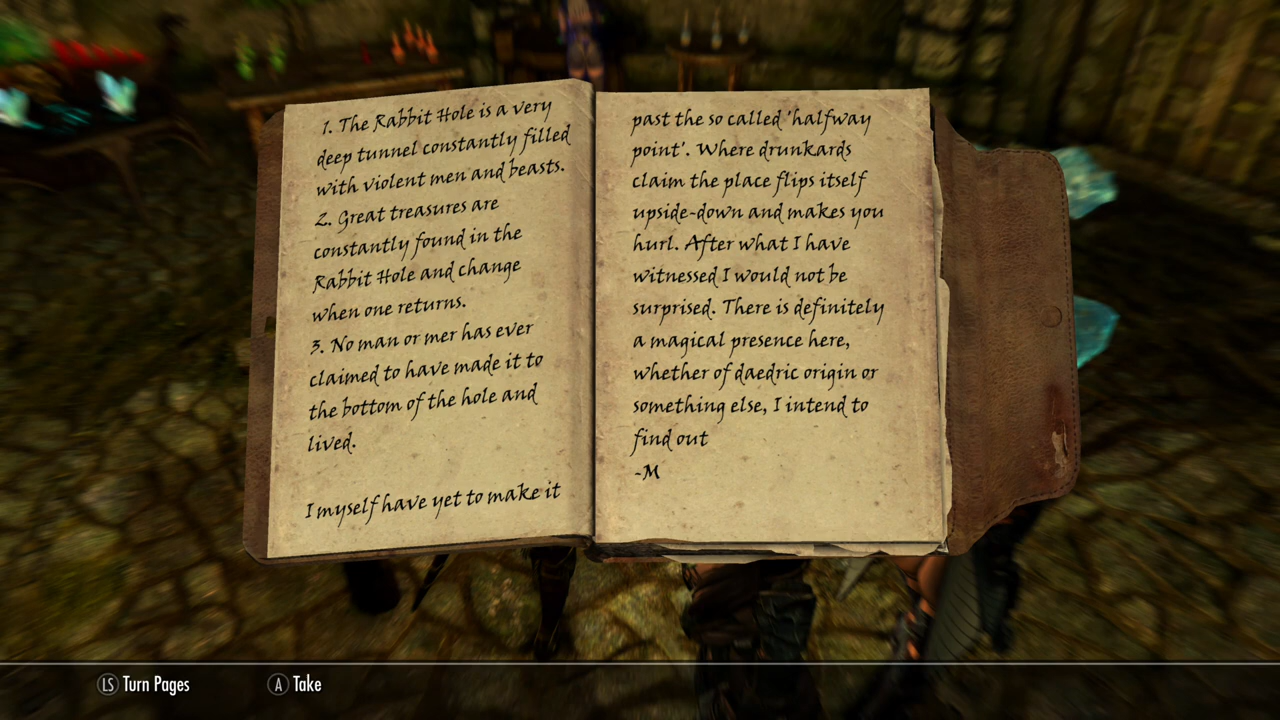 1. The Rabbit Hole is a very
deep tunnel constantly filled
with violent men and beasts.
2. Great treasures are
constantly found in the
Rabbit Hole and change
when one returns.
3. No man or mer has ever
claimed to have made it to
the bottom of the hole and
lived.
I myself have yet to make it
past the so called 'halfway
point'. Where drunkards
claim the place flips itself
upside-down and makes you
hurl. After what I have
witnessed I would not be
surprised. There is definitely
a magical presence here,
whether of daedric origin or
something else, I intend to
find out
-M
LS Turn Pages
A Take